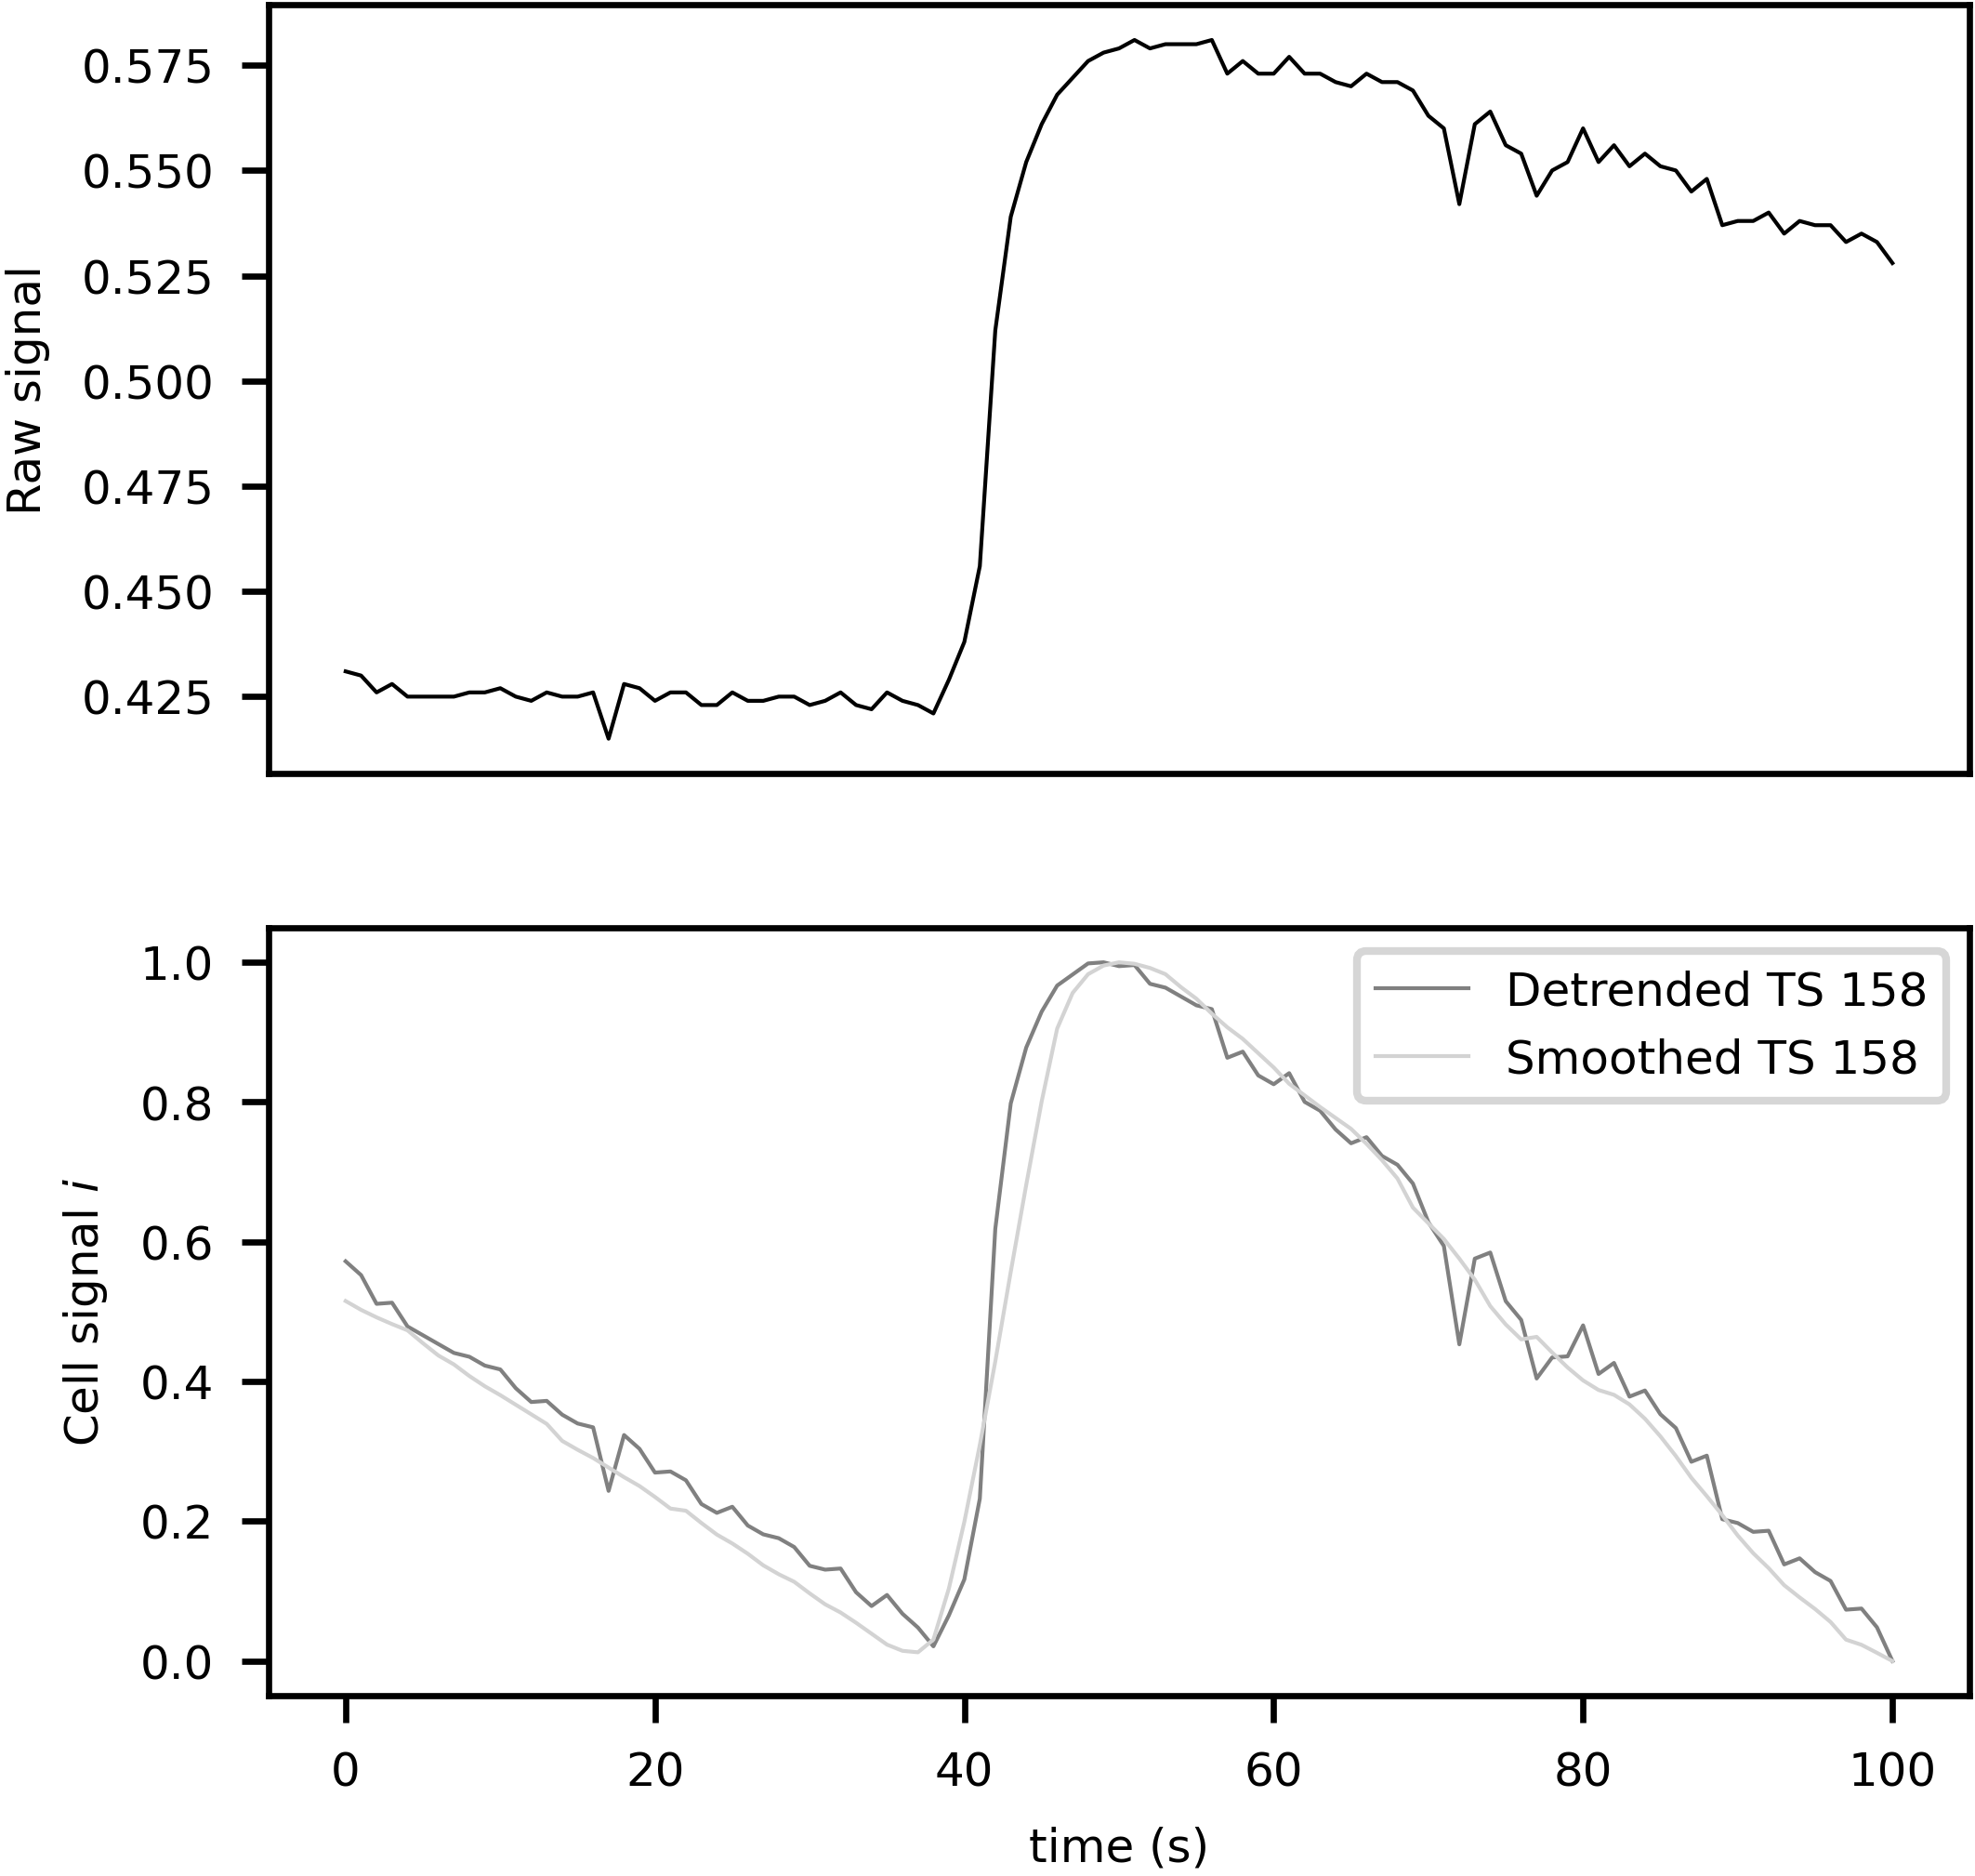 Raw signal
0.575
0.550
0.525
0.500
0.475
0.450
0.425
Cell signal i
1.0
0.8
0.6
0.4
0.2
0.0
Detrended TS 158
Smoothed TS 158
0 20 40 60 80 100
time (s)